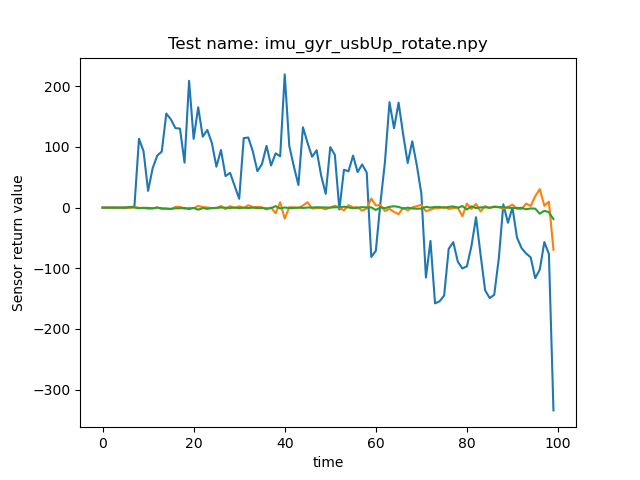 Test name: imu_gyr_usbUp_rotate.npy
200
100
0
−100
−200
−300
Sensor return value
0 20 40 60 80 100
time